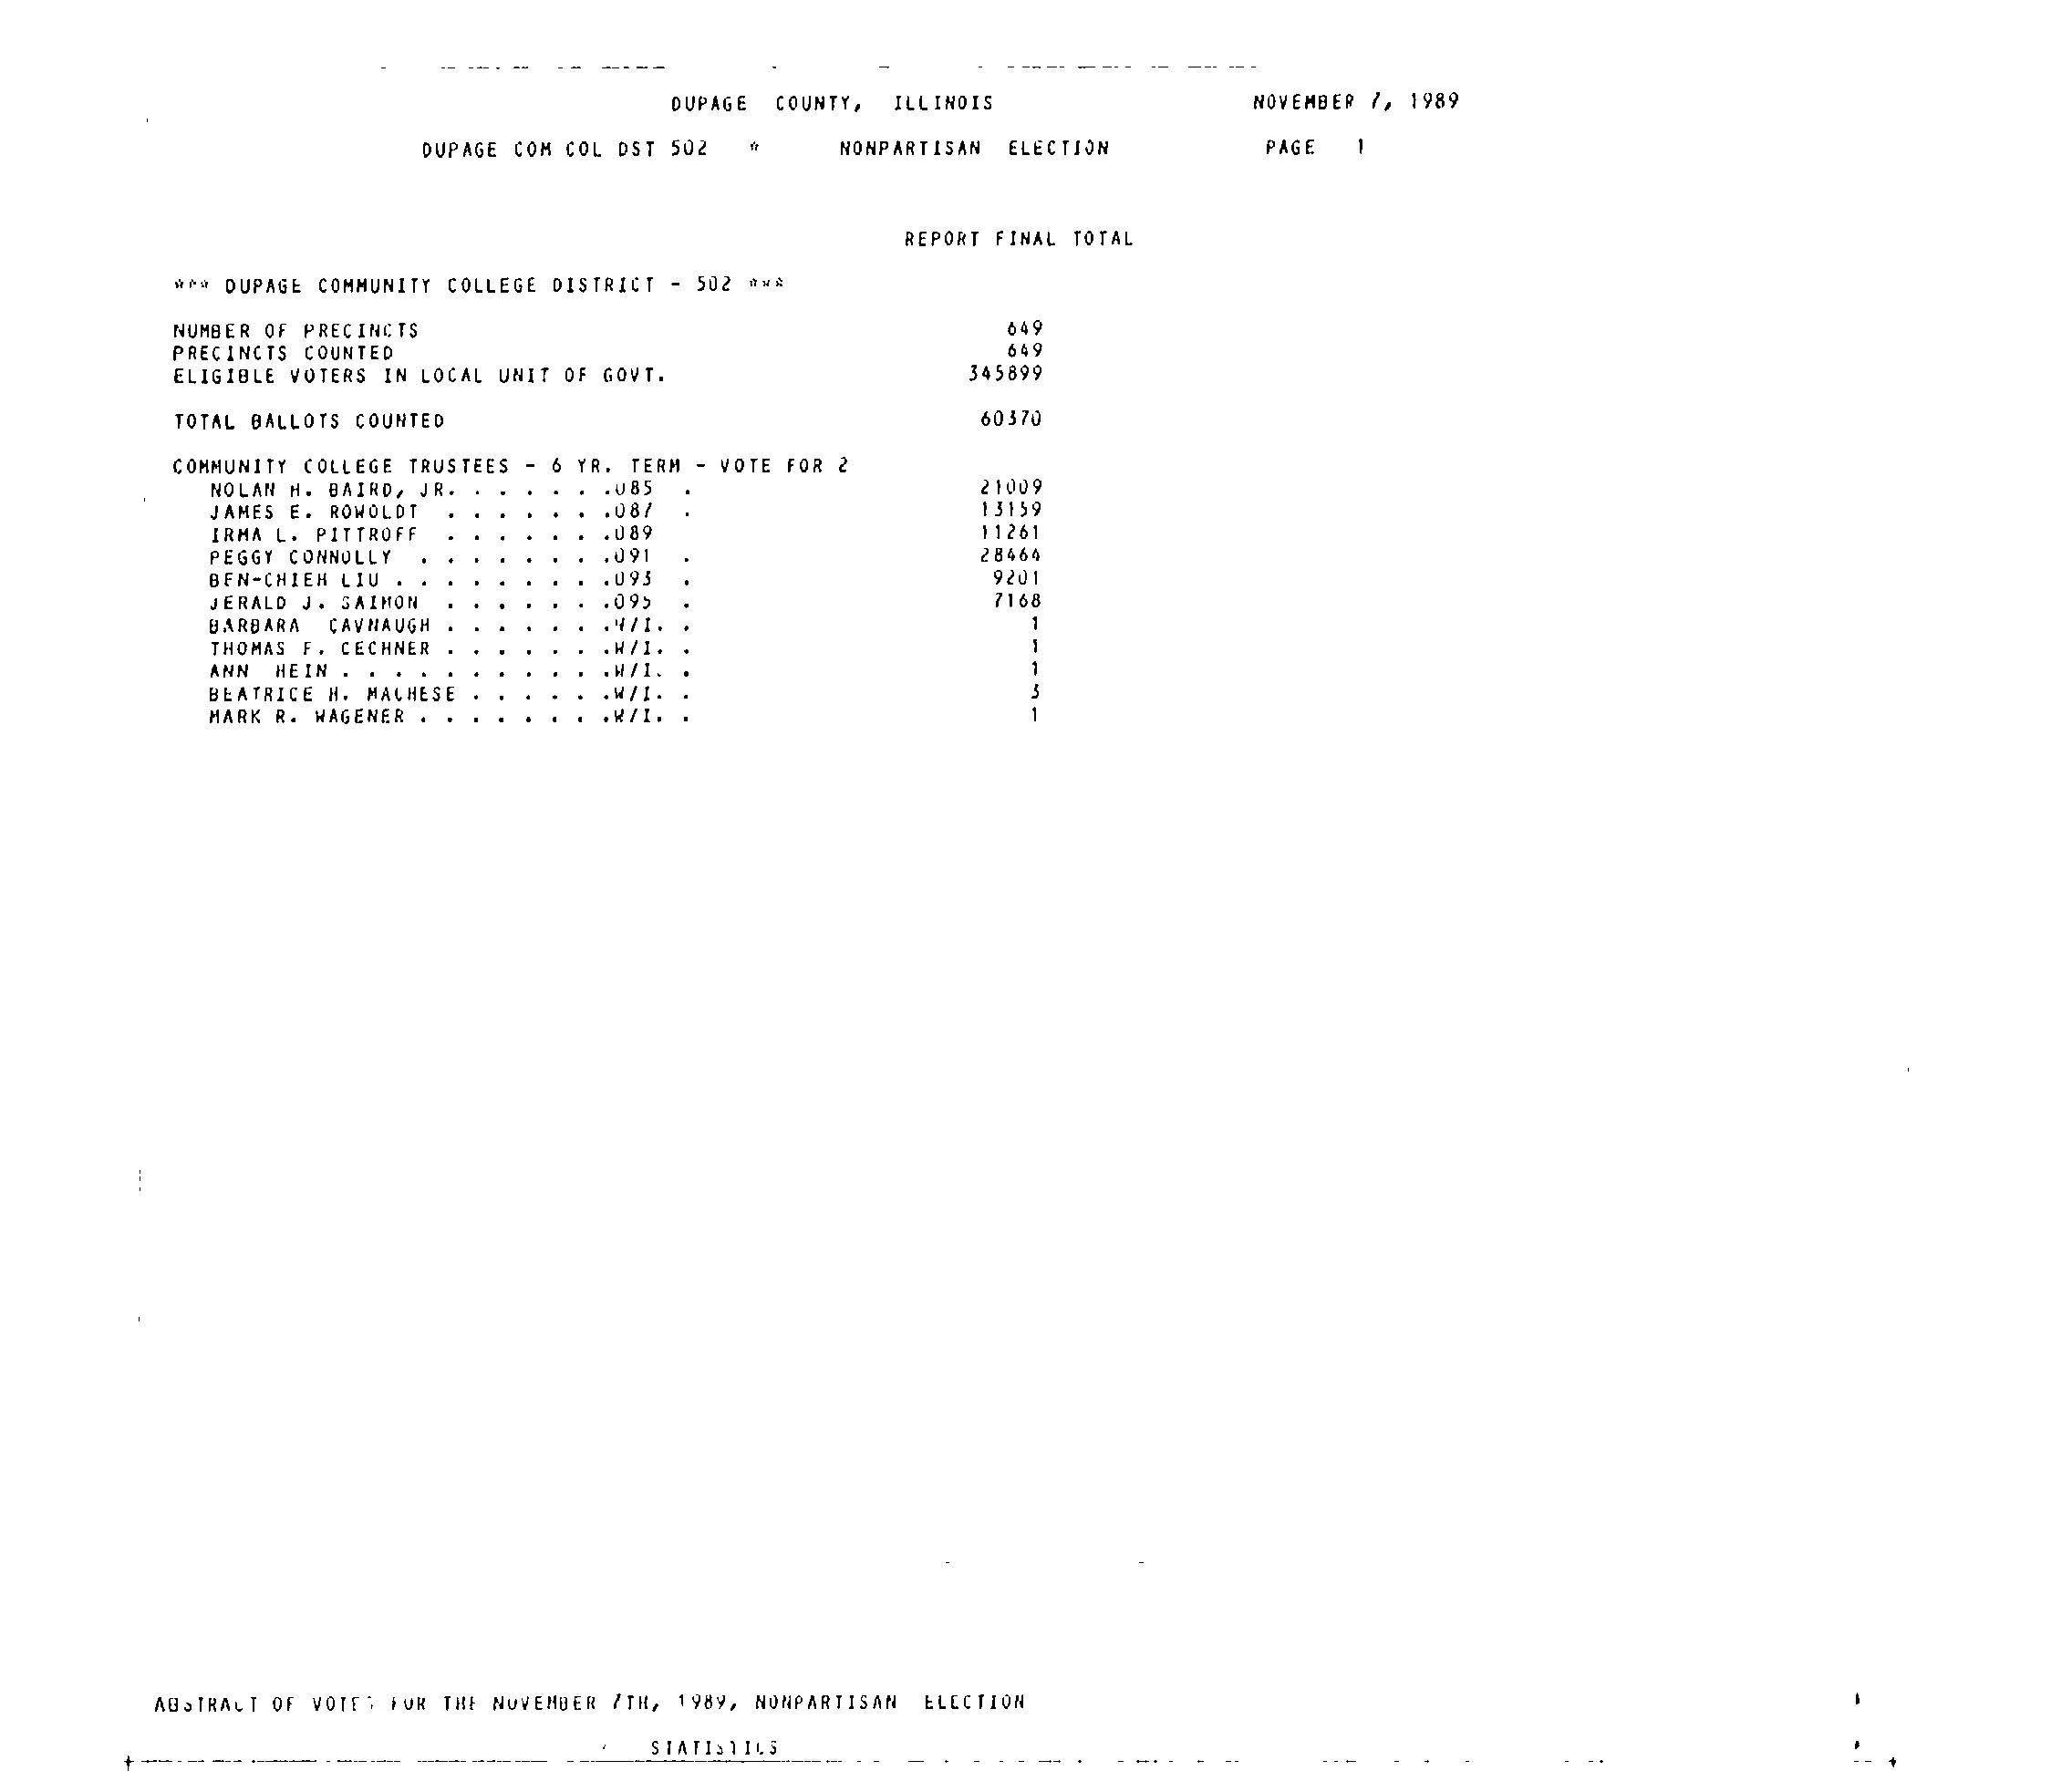 DUPAGE COUNTY, ILLINOIS NOVEMBER 7, 1989
DUPAGE COM COL DST 502 * NONPARTISAN ELECTION PAGE 1
REPORT FINAL TOTAL
*** DUPAGE COMMUNITY COLLEGE DISTRICT - 502 ***
NUMBER OF PRECINCTS 649
PRECINCTS COUNTED 649
ELIGIBLE VOTERS IN LOCAL UNIT OF GOVT. 345899
TOTAL BALLOTS COUNTED 60370
COMMUNITY COLLEGE TRUSTEES - 6 YR. TERM - VOTE FOR 2
NOLAN H. BAIRD, JR. . . . . . .085 . 21009
JAMES E. ROWOLDT . . . . . . .087 . 13159
IRMA L. PITTROFF . . . . . . .089 11261
PEGGY CONNOLLY . . . . . . . .091 . 28464
BEN-CHIEH LIU . . . . . . . . .093 . 9201
JERALD J. SAIMON . . . . . . .095 . 7168
BARBARA CAVNAUGH . . . . . . .W/I. . 1
THOMAS F. CECHNER . . . . . . .W/I. . 1
ANN HEIN . . . . . . . . . . .W/I. . 1
BEATRICE H. MALHESE . . . . . .W/I. . 3
MARK R. WAGENER . . . . . . . .W/I. . 1
ABSTRACT OF VOTES FOR THE NOVEMBER 7TH, 1989, NONPARTISAN ELECTION
STATISTICS